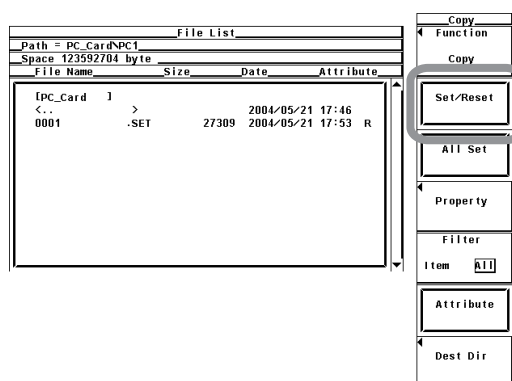 File List
Path = PC_Card\PC1
Space 123592704 byte
File Name Size Date Attribute
[PC_Card ]
<.. > 2004/05/21 17:46
0001 .SET 27309 2004/05/21 17:53 R
Copy
Function
Copy
Set/Reset
All Set
Property
Filter
Item All
Attribute
Dest Dir